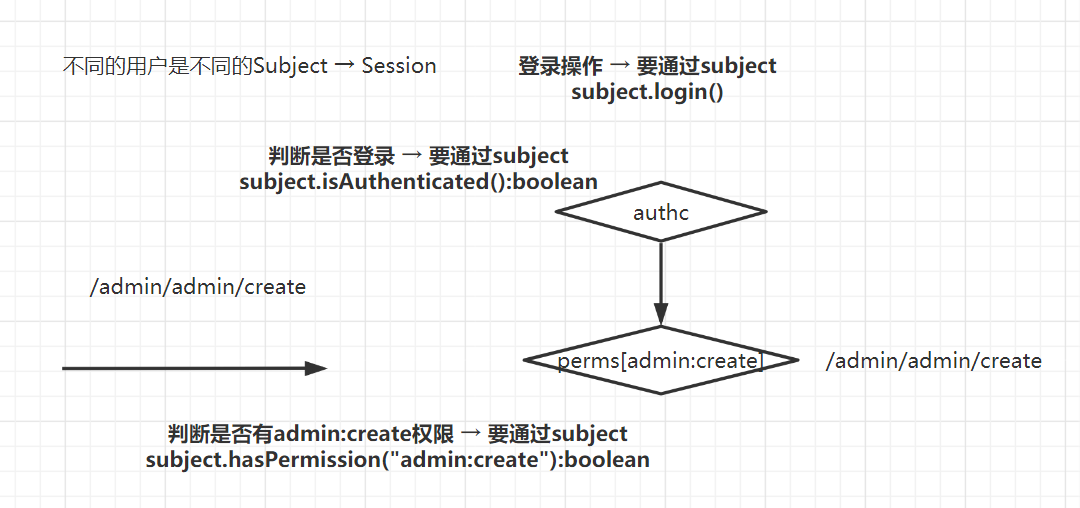 不同的用户是不同的Subject → Session
登录操作 → 要通过subject
subject.login()
判断是否登录 → 要通过subject
subject.isAuthenticated():boolean
authc
/admin/admin/create
perms[admin:create]
/admin/admin/create
判断是否有admin:create权限 → 要通过subject
subject.hasPermission("admin:create"):boolean